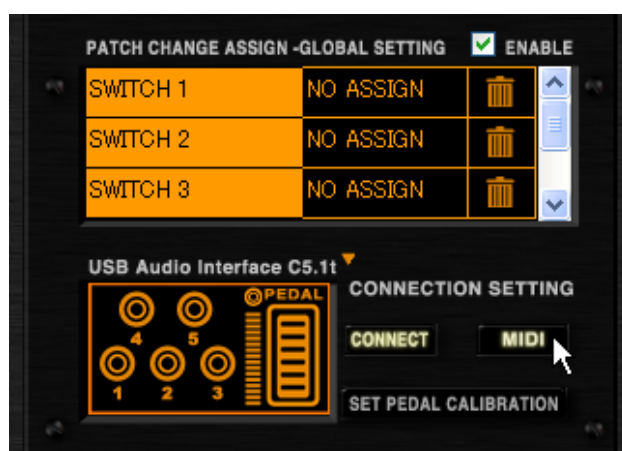 PATCH CHANGE ASSIGN -GLOBAL SETTING ENABLE
SWITCH 1 NO ASSIGN
SWITCH 2 NO ASSIGN
SWITCH 3 NO ASSIGN
USB Audio Interface C5.1t
CONNECTION SETTING
PEDAL
4 5
1 2 3
CONNECT MIDI
SET PEDAL CALIBRATION